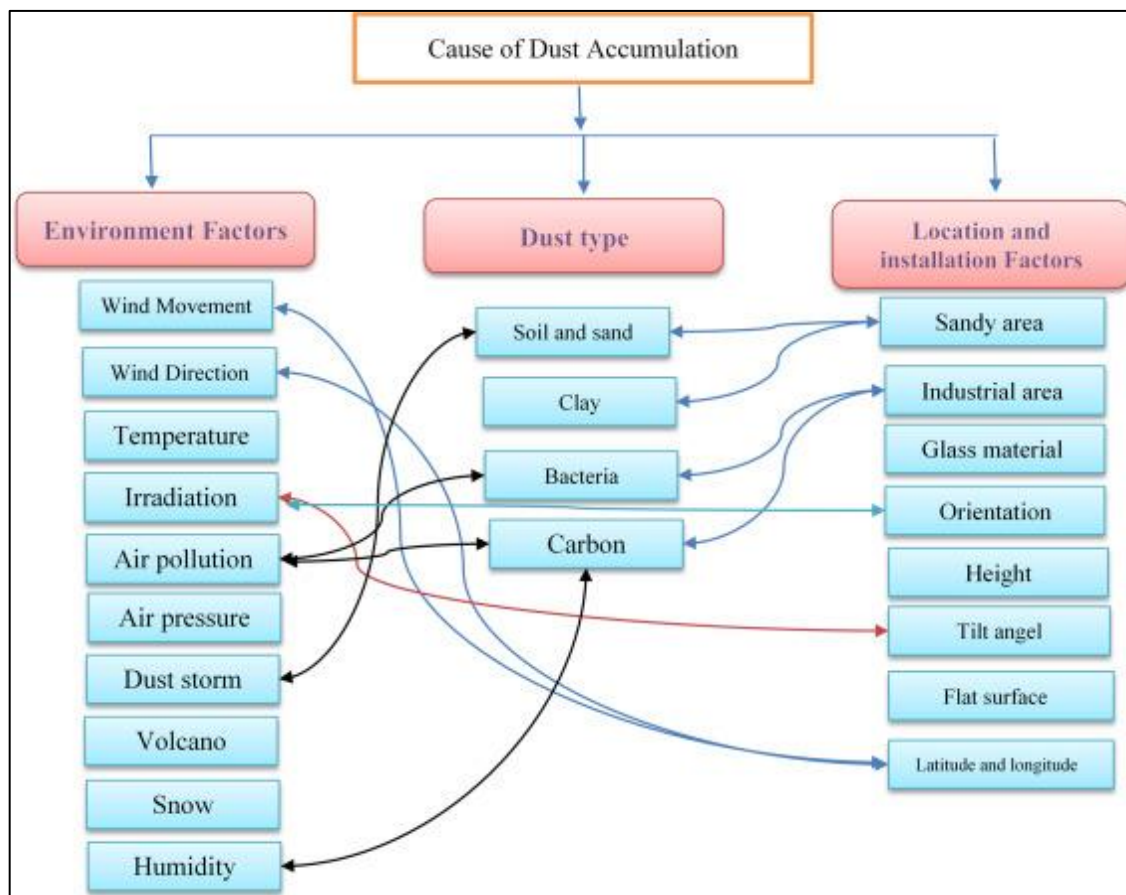 Cause of Dust Accumulation
Environment Factors
Wind Movement
Wind Direction
Temperature
Irradiation
Air pollution
Air pressure
Dust storm
Volcano
Snow
Humidity
Dust type
Soil and sand
Clay
Bacteria
Carbon
Location and
installation Factors
Sandy area
Industrial area
Glass material
Orientation
Height
Tilt angel
Flat surface
Latitude and longitude